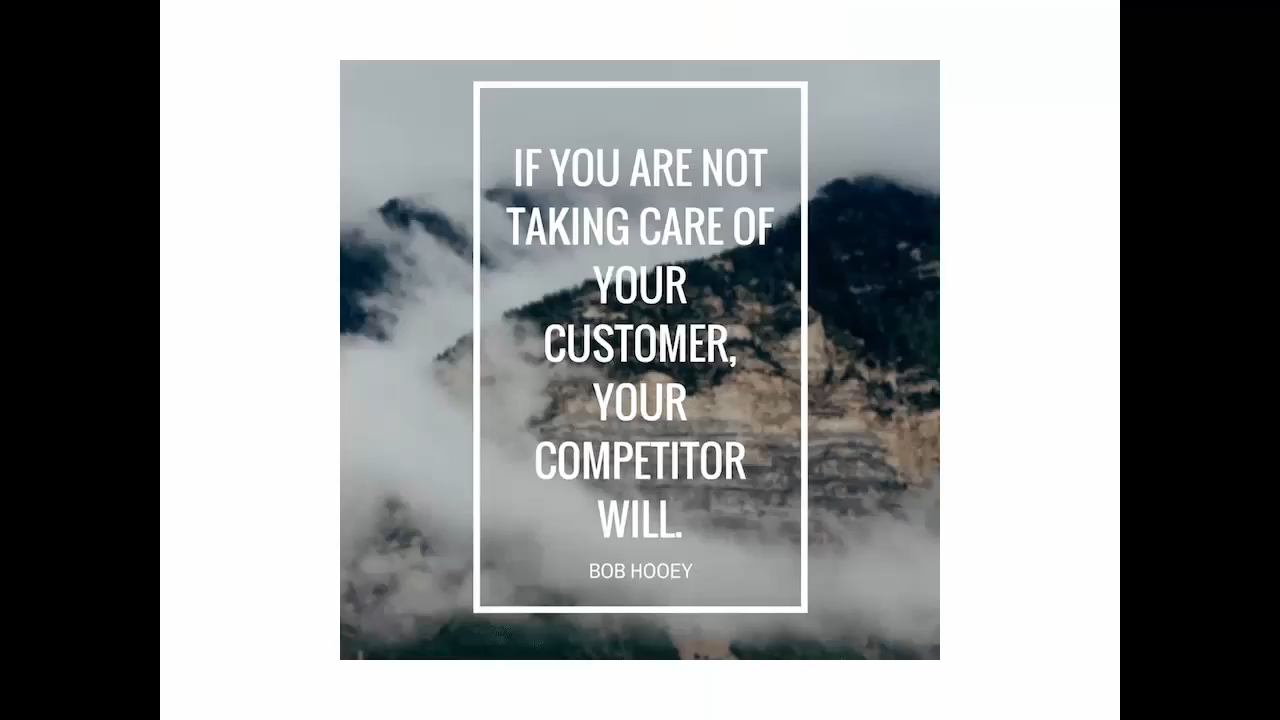 IF YOU ARE NOT
TAKING CARE OF
YOUR
CUSTOMER,
YOUR
COMPETITOR
WILL.
BOB HOOEY